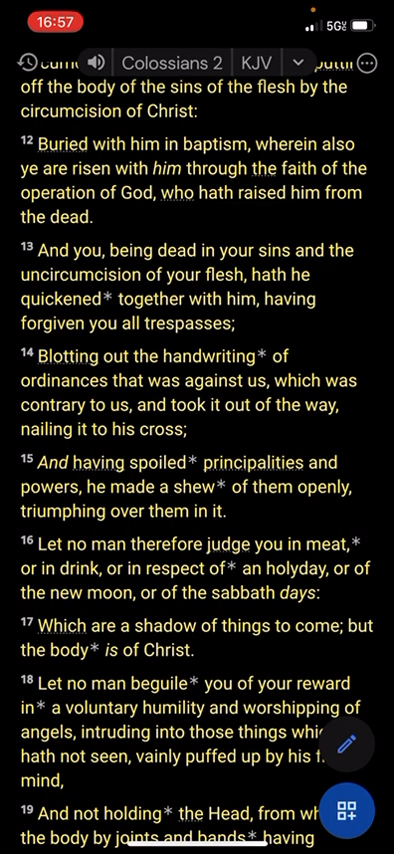 16:57
5G
Colossians 2 KJV
off the body of the sins of the flesh by the
circumcision of Christ:
12 Buried with him in baptism, wherein also
ye are risen with him through the faith of the
operation of God, who hath raised him from
the dead.
13 And you, being dead in your sins and the
uncircumcision of your flesh, hath he
quickened* together with him, having
forgiven you all trespasses;
14 Blotting out the handwriting* of
ordinances that was against us, which was
contrary to us, and took it out of the way,
nailing it to his cross;
15 And having spoiled* principalities and
powers, he made a shew* of them openly,
triumphing over them in it.
16 Let no man therefore judge you in meat,*
or in drink, or in respect of* an holyday, or of
the new moon, or of the sabbath days:
17 Which are a shadow of things to come; but
the body* is of Christ.
18 Let no man beguile* you of your reward
in* a voluntary humility and worshipping of
angels, intruding into those things
hath not seen, vainly puffed up by his
mind,
19 And not holding* the Head, from
the body by joints and bands* having